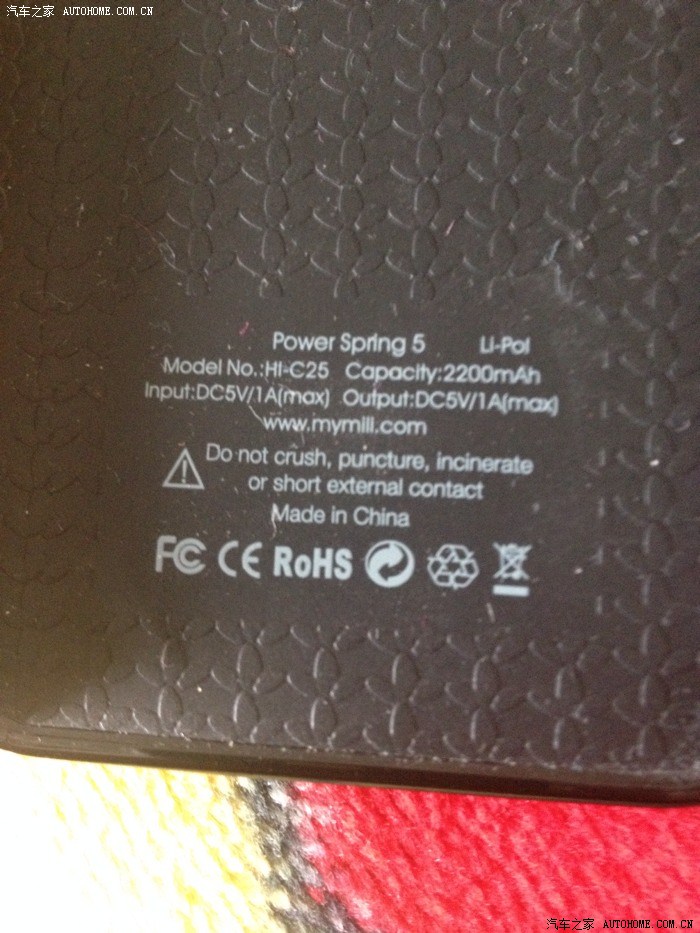 汽车之家 AUTOHOME.COM.CN
Power Spring 5 Li-Pol
Model No.:HI-C25 Capacity:2200mAh
Input:DC5V/1A(max) Output:DC5V/1A(max)
www.mymili.com
Do not crush, puncture, incinerate
or short external contact
Made in China
FC CE RoHS
汽车之家 AUTOHOME.COM.CN